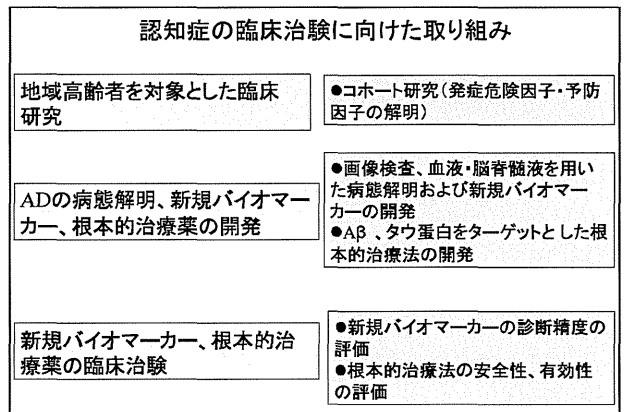 認知症の臨床治験に向けた取り組み
地域高齢者を対象とした臨床
研究
●コホート研究(発症危険因子・予防
因子の解明)
ADの病態解明、新規バイオマー
カー、根本的治療薬の開発
●画像検査、血液・脳脊髄液を用い
た病態解明および新規バイオマー
カーの開発
●Aβ 、タウ蛋白をターゲットとした根
本的治療法の開発
新規バイオマーカー、根本的治
療薬の臨床治験
●新規バイオマーカーの診断精度の
評価
●根本的治療法の安全性、有効性
の評価